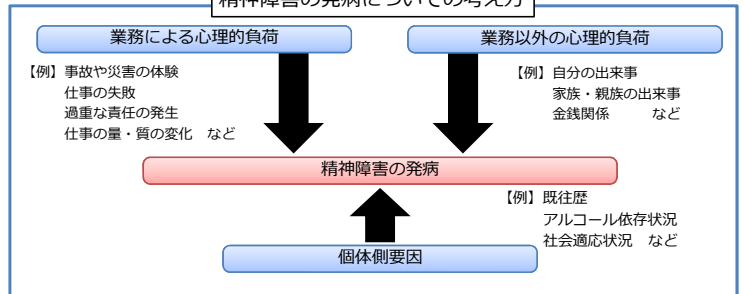 精神障害の発病についての考え方
業務による心理的負荷
業務以外の心理的負荷
【例】事故や災害の体験
仕事の失敗
過重な責任の発生
仕事の量・質の変化　など
【例】自分の出来事
家族・親族の出来事
金銭関係　　　など
精神障害の発病
【例】既往歴
アルコール依存状況
社会適応状況　など
個体側要因